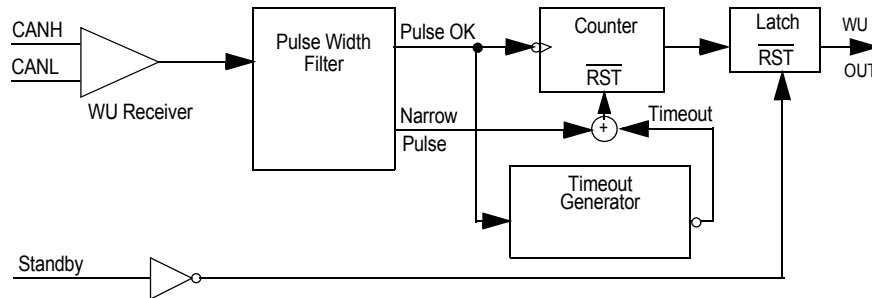 CANH
CANL
WU Receiver
Pulse Width
Filter
Pulse OK
Narrow
Pulse
Counter
RST
+
Timeout
Timeout
Generator
Latch
RST
WU
OUT
Standby